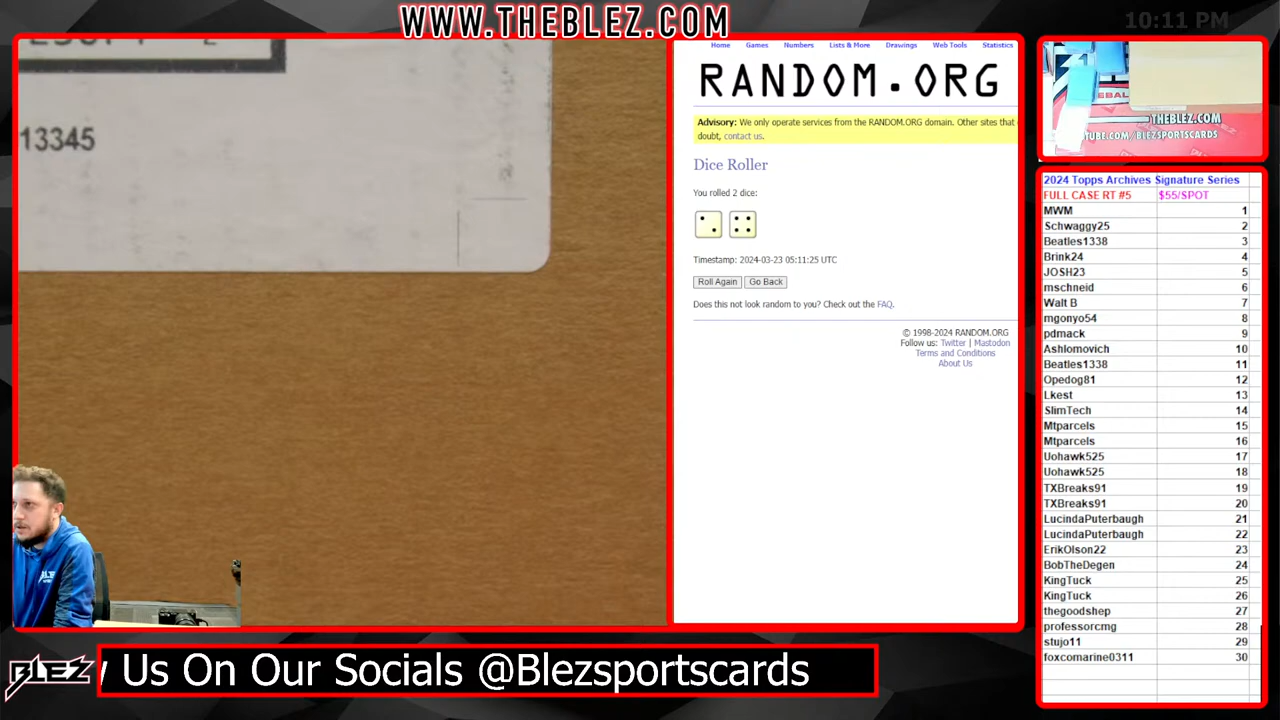 WWW.THEBLEZ.COM
10:11 PM
13345
Home Games Numbers Lists & More Drawings Web Tools Statistics
RANDOM.ORG
Advisory: We only operate services from the RANDOM.ORG domain. Other sites that
doubt, contact us.
Dice Roller
You rolled 2 dice:
Timestamp: 2024-03-23 05:11:25 UTC
Roll Again Go Back
Does this not look random to you? Check out the FAQ.
© 1998-2024 RANDOM.ORG
Follow us: Twitter | Mastodon
Terms and Conditions
About Us
THEBLEZ.COM
TUBE.COM/BLEZSPORTSCARDS
2024 Topps Archives Signature Series
FULL CASE RT #5 $55/SPOT
MWM 1
Schwaggy25 2
Beatles1338 3
Brink24 4
JOSH23 5
mschneid 6
Walt B 7
mgonyo54 8
pdmack 9
Ashlomovich 10
Beatles1338 11
Opedog81 12
Lkest 13
SlimTech 14
Mtparcels 15
Mtparcels 16
Uohawk525 17
Uohawk525 18
TXBreaks91 19
TXBreaks91 20
LucindaPuterbaugh 21
LucindaPuterbaugh 22
ErikOlson22 23
BobTheDegen 24
KingTuck 25
KingTuck 26
thegoodshep 27
professorcmg 28
stujo11 29
foxcomarine0311 30
BLEZ
BLEZ
Us On Our Socials @Blezsportscards